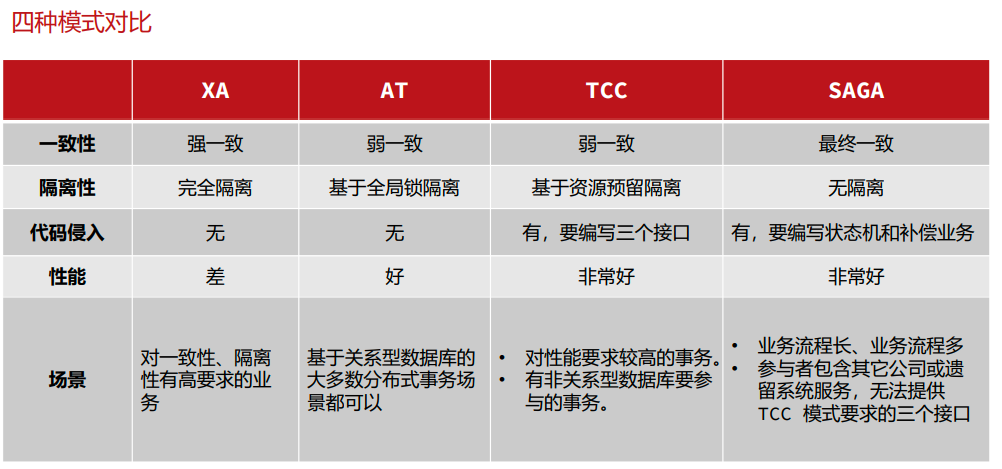 四种模式对比
XA AT TCC SAGA
一致性 强一致 弱一致 弱一致 最终一致
隔离性 完全隔离 基于全局锁隔离 基于资源预留隔离 无隔离
代码侵入 无 无 有，要编写三个接口 有，要编写状态机和补偿业务
性能 差 好 非常好 非常好
场景
对一致性、隔离
性有高要求的业
务
基于关系型数据库的
大多数分布式事务场
景都可以
• 对性能要求较高的事务。
• 有非关系型数据库要参
与的事务。
• 业务流程长、业务流程多
• 参与者包含其它公司或遗
留系统服务，无法提供
TCC 模式要求的三个接口